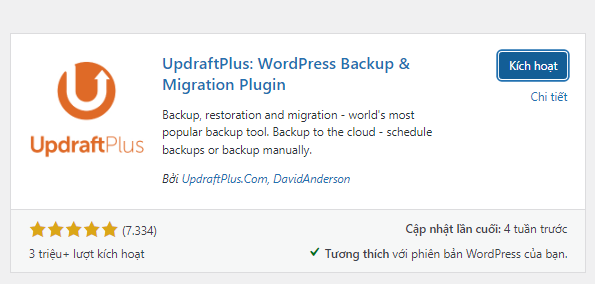 UpdraftPlus: WordPress Backup &
Migration Plugin
Kích hoạt
Chi tiết
Backup, restoration and migration - world's most
popular backup tool. Backup to the cloud - schedule
backups or backup manually.
UpdraftPlus
Bởi UpdraftPlus.Com, DavidAnderson
(7.334)
Cập nhật lần cuối: 4 tuần trước
3 triệu+ lượt kích hoạt
Tương thích với phiên bản WordPress của bạn.